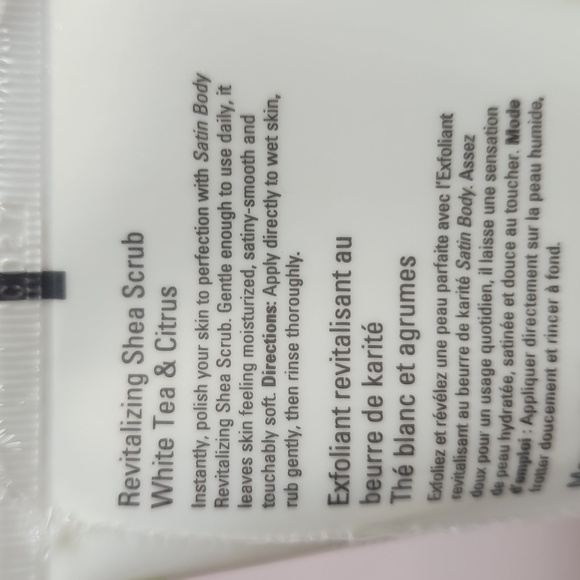 Revitalizing Shea Scrub
White Tea & Citrus
Instantly, polish your skin to perfection with Satin Body
Revitalizing Shea Scrub. Gentle enough to use daily, it
leaves skin feeling moisturized, satiny-smooth and
touchably soft. Directions: Apply directly to wet skin,
rub gently, then rinse thoroughly.
Exfoliant revitalisant au
beurre de karité
Thé blanc et agrumes
Exfoliez et révélez une peau parfaite avec l'Exfoliant
revitalisant au beurre de karité Satin Body. Assez
doux pour un usage quotidien, il laisse une sensation
de peau hydratée, satinée et douce au toucher. Mode
d'emploi : Appliquer directement sur la peau humide,
frotter doucement et rincer à fond.